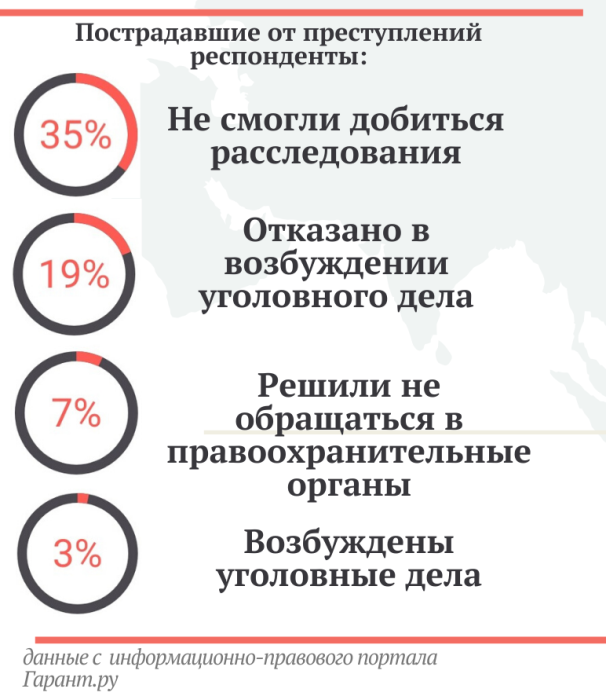 Пострадавшие от преступлений
респонденты:
35%
Не смогли добиться
расследования
19%
Отказано в
возбуждении
уголовного дела
7%
Решили не
обращаться в
правоохранительные
органы
3%
Возбуждены
уголовные дела
данные с информационно-правового портала
Гарант.ру